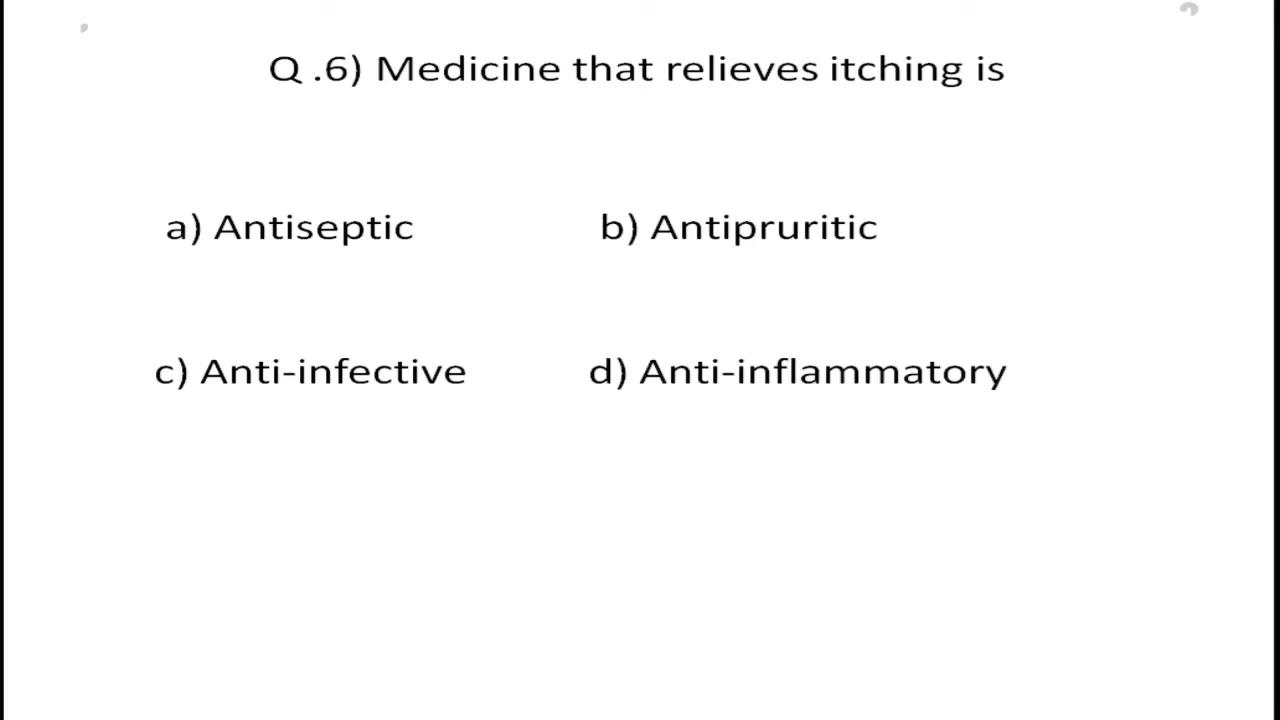 Q .6) Medicine that relieves itching is
a) Antiseptic b) Antipruritic
c) Anti-infective d) Anti-inflammatory